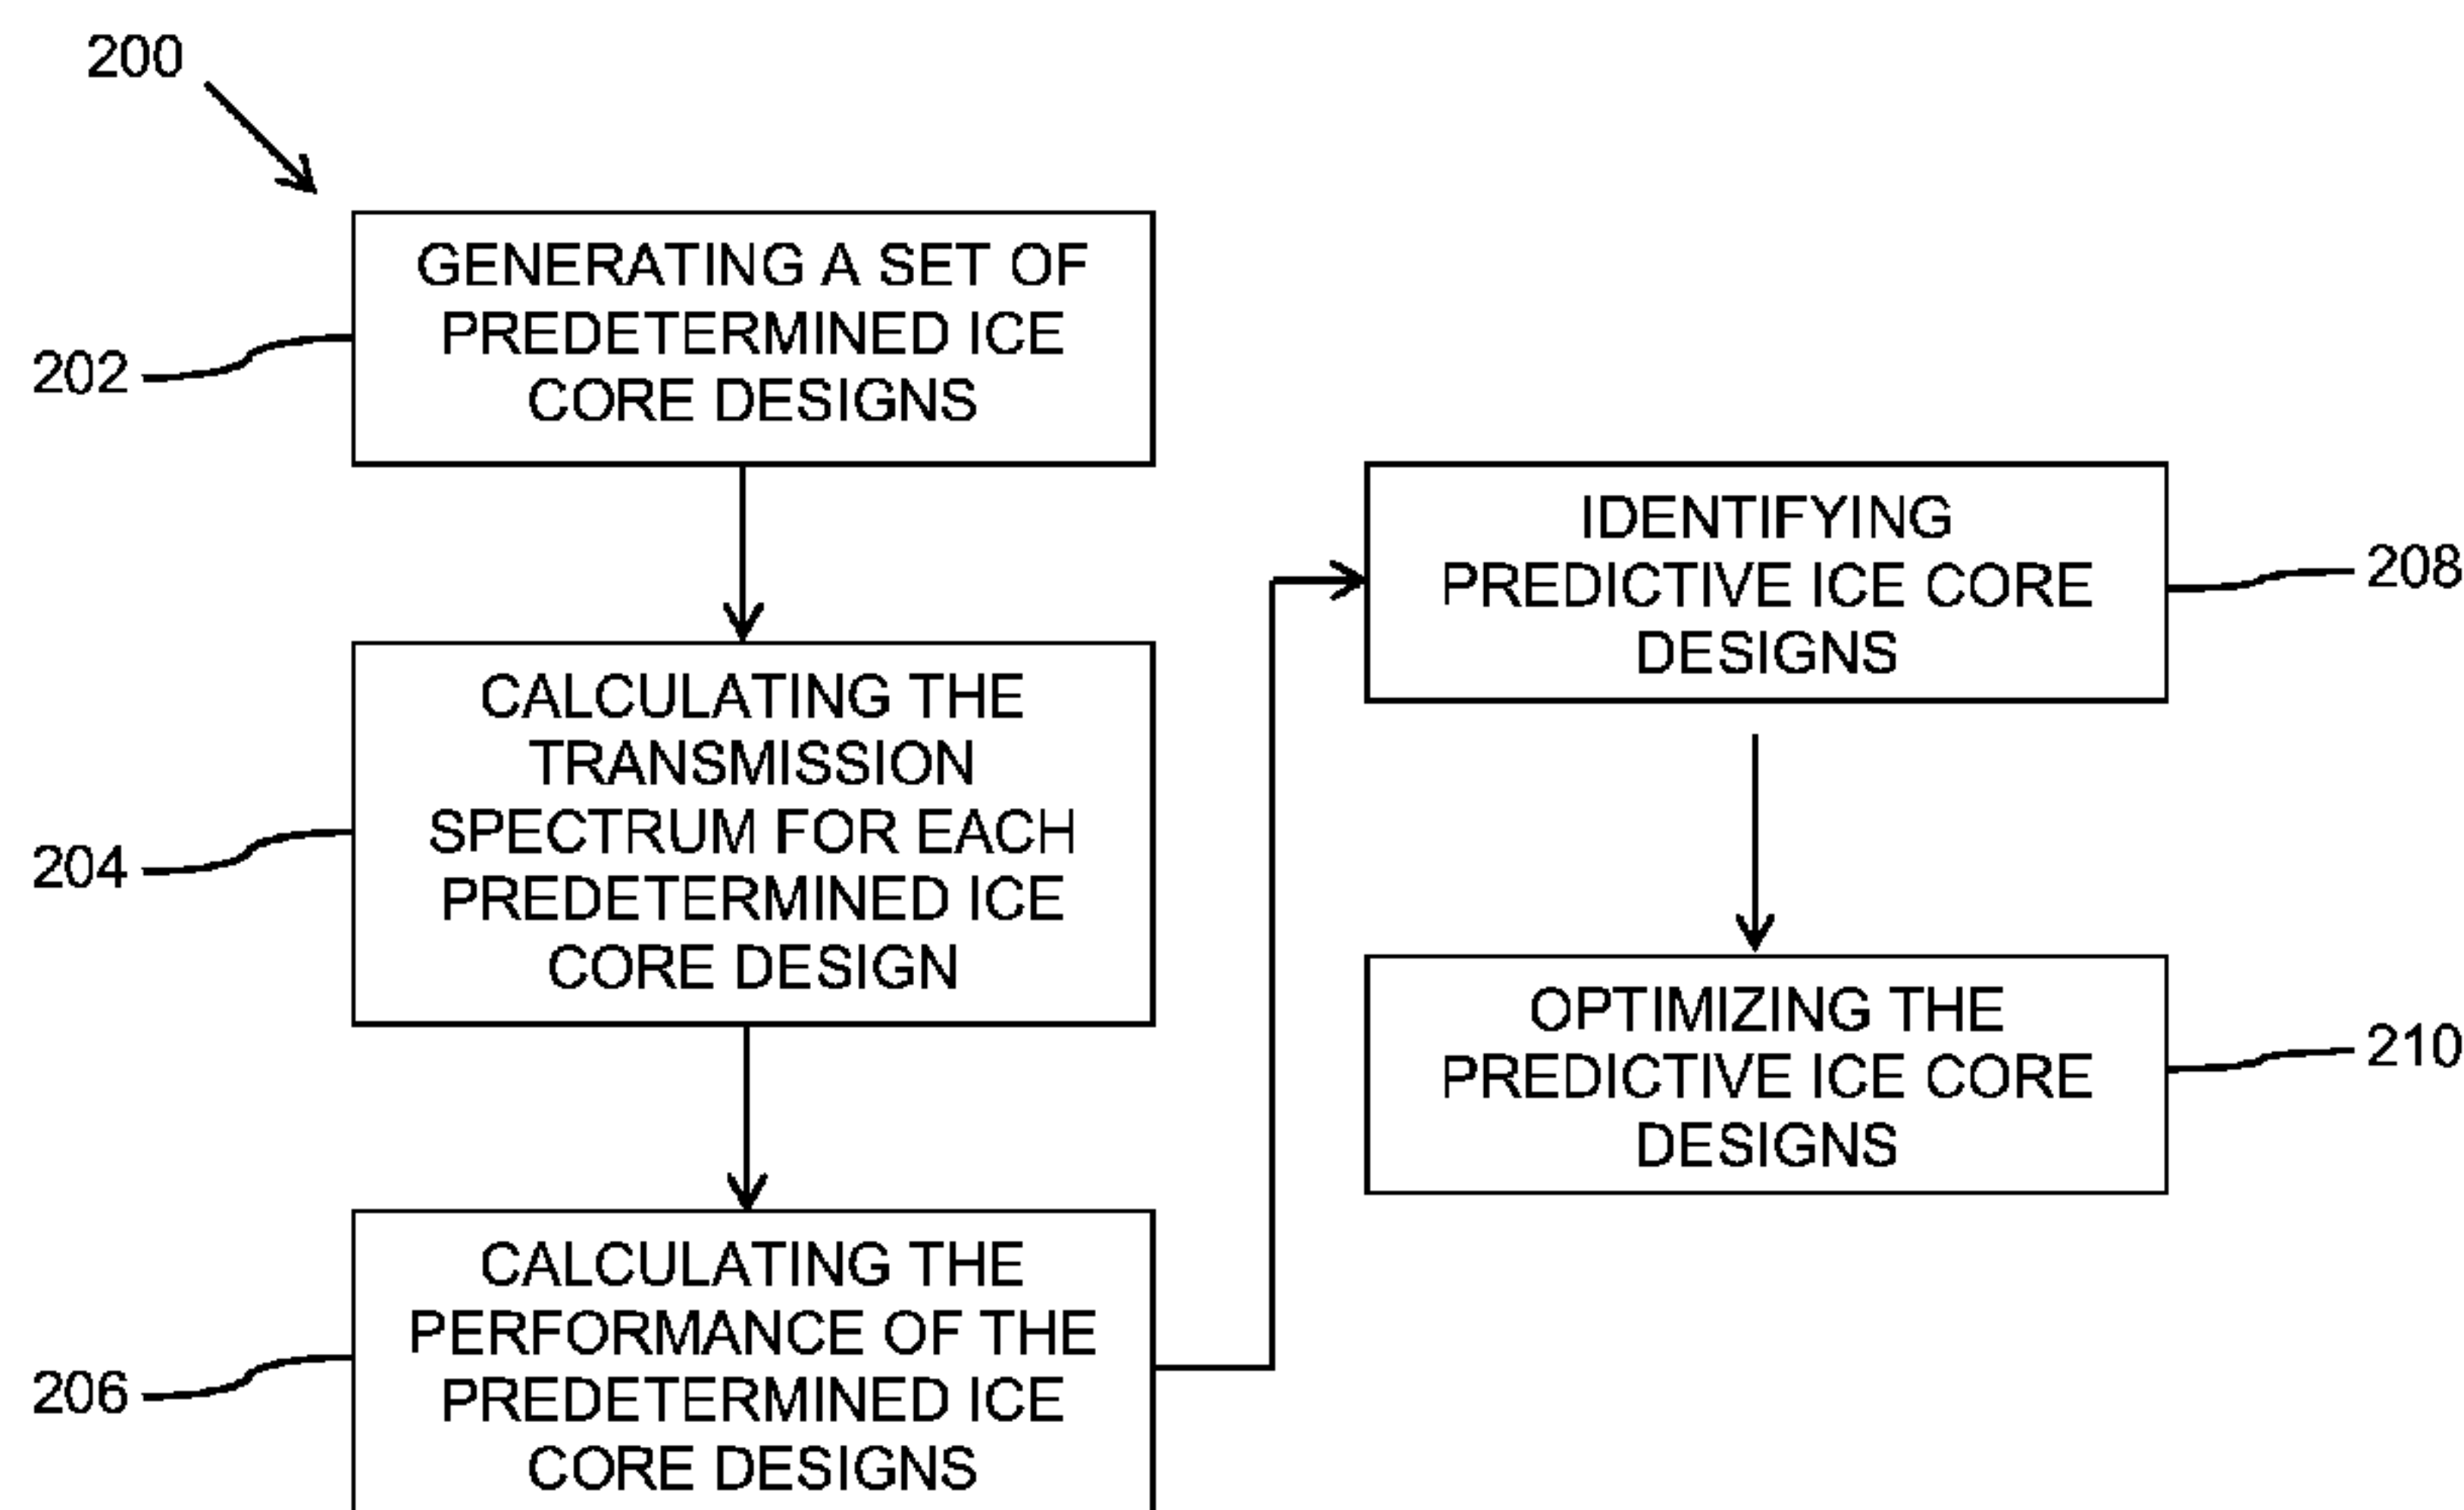 200
202
GENERATING A SET OF
PREDETERMINED ICE
CORE DESIGNS
204
CALCULATING THE
TRANSMISSION
SPECTRUM FOR EACH
PREDETERMINED ICE
CORE DESIGN
206
CALCULATING THE
PERFORMANCE OF THE
PREDETERMINED ICE
CORE DESIGNS
IDENTIFYING
PREDICTIVE ICE CORE
DESIGNS
208
OPTIMIZING THE
PREDICTIVE ICE CORE
DESIGNS
210